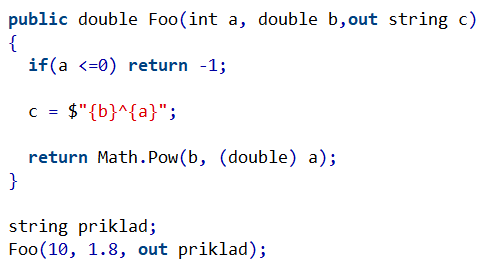 public double Foo(int a, double b,out string c)
{
if(a <=0) return -1;
c = $"{b}^{a}";
return Math.Pow(b, (double) a);
}
string priklad;
Foo(10, 1.8, out priklad);